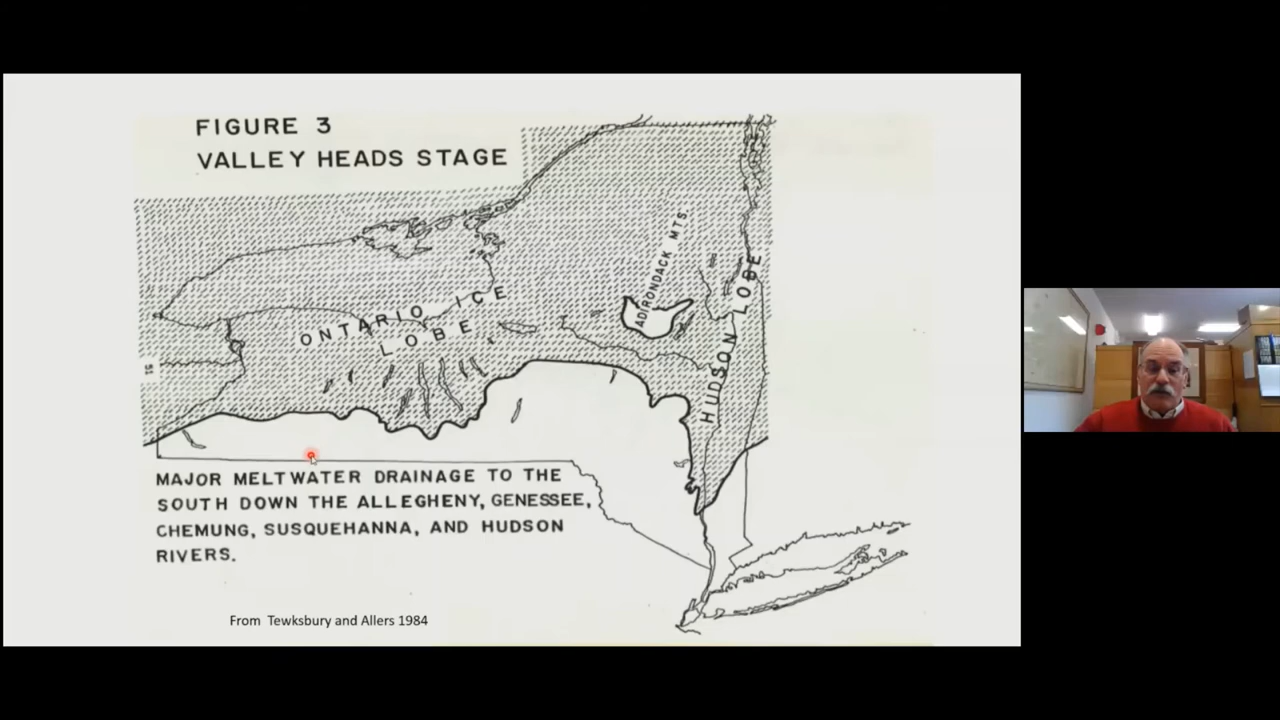 FIGURE 3
VALLEY HEADS STAGE
ADIRONDACK MTS.
ONTARIO ICE
LOBE
HUDSON LOBE
MAJOR MELTWATER DRAINAGE TO THE
SOUTH DOWN THE ALLEGHENY, GENESSEE,
CHEMUNG, SUSQUEHANNA, AND HUDSON
RIVERS.
From Tewksbury and Allers 1984